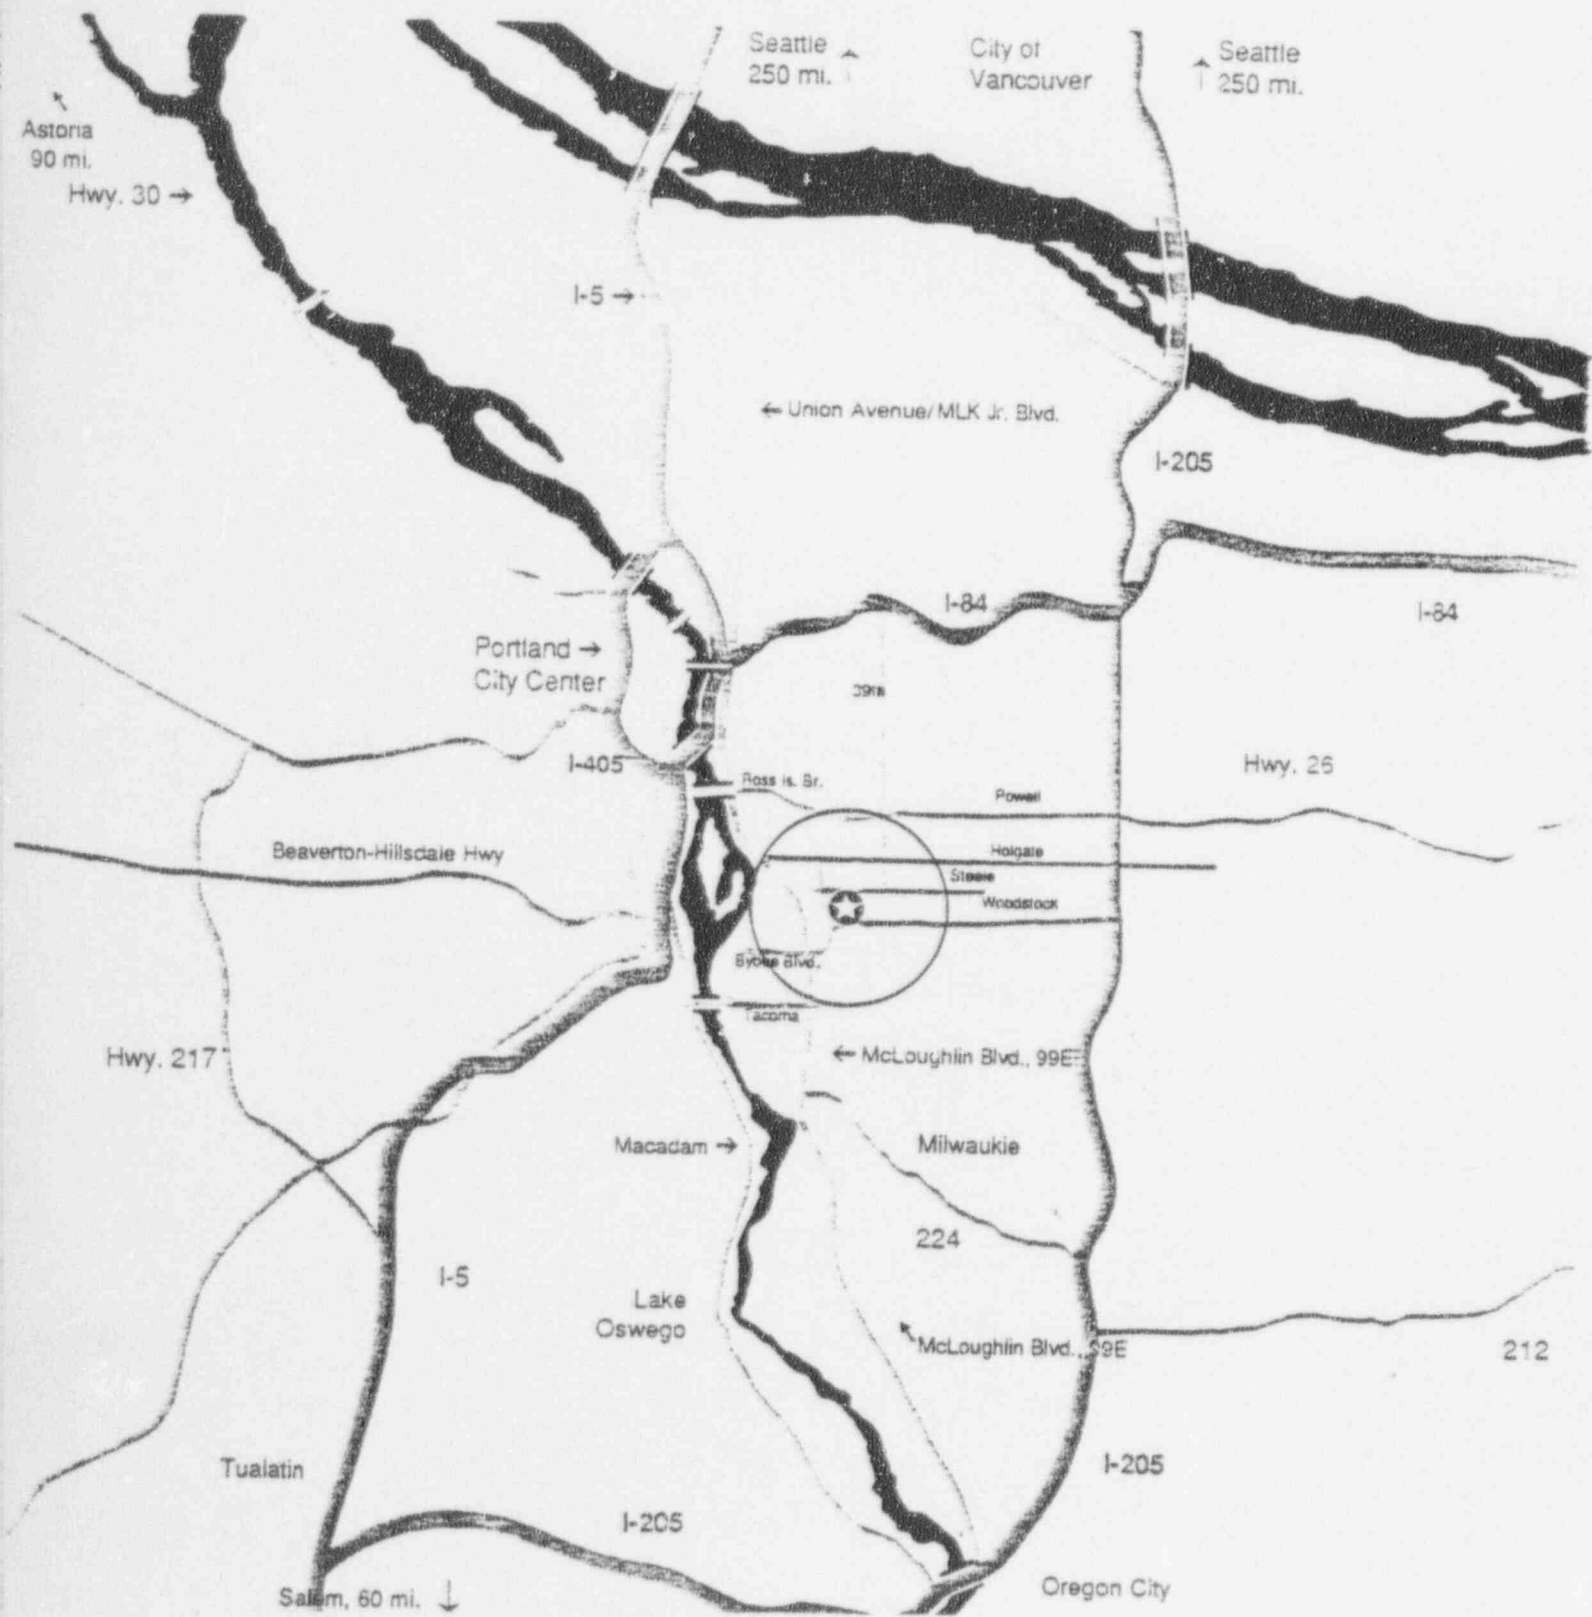 Seattle
250 mi.
City of
Vancouver
Seattle
250 mi.
Astoria
90 mi.
Hwy. 30 →
I-5 →
← Union Avenue/MLK Jr. Blvd.
I-205
I-84
I-84
Portland →
City Center
39th
I-405
Ross Is. Br.
Hwy. 26
Powell
Beaverton-Hillsdale Hwy
Holgate
Steele
Woodstock
Bybee Blvd.
Tacoma
Hwy. 217
← McLoughlin Blvd., 99E
Macadam →
Milwaukie
224
I-5
Lake
Oswego
McLoughlin Blvd., 99E
212
Tualatin
I-205
I-205
Salem, 60 mi. ↓
Oregon City